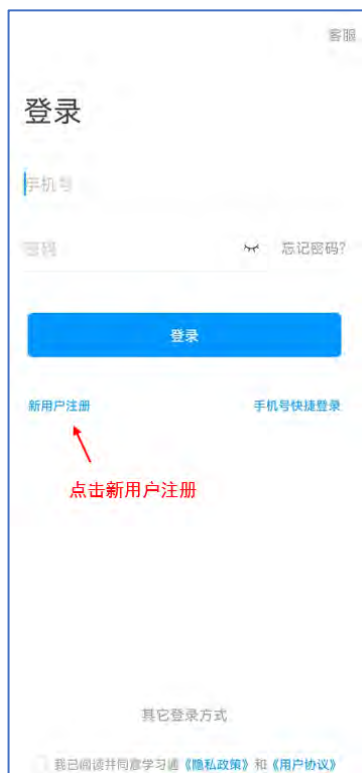 客服
登录
手机号
密码 忘记密码?
登录
新用户注册 手机号快捷登录
点击新用户注册
其它登录方式
我已阅读并同意学习通《隐私政策》和《用户协议》